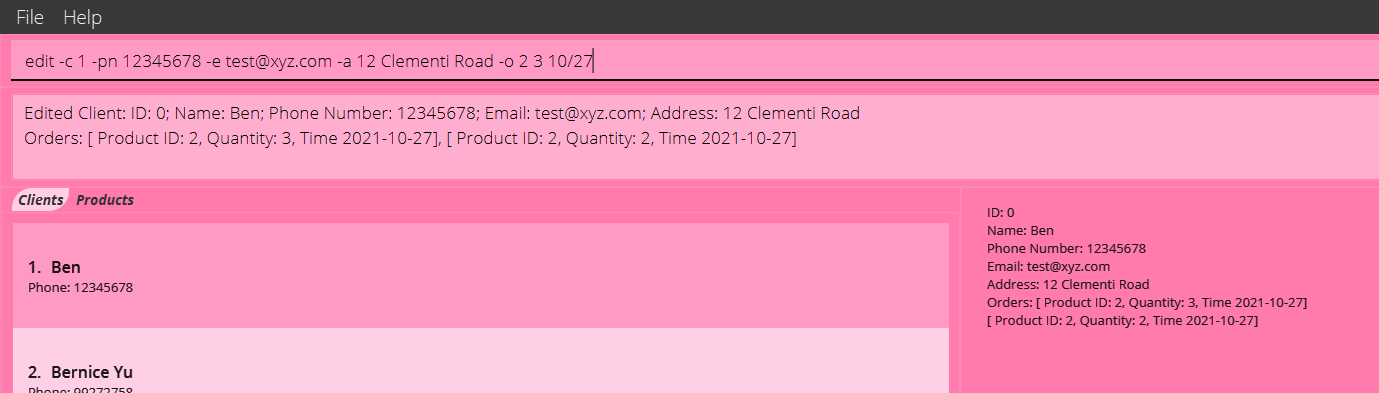 File Help
edit -c 1 -pn 12345678 -e test@xyz.com -a 12 Clementi Road -o 2 3 10/27
Edited Client: ID: 0; Name: Ben; Phone Number: 12345678; Email: test@xyz.com; Address: 12 Clementi Road
Orders: [ Product ID: 2, Quantity: 3, Time 2021-10-27], [ Product ID: 2, Quantity: 2, Time 2021-10-27]
Clients Products
1. Ben
Phone: 12345678
2. Bernice Yu
Phone: 99272758
ID: 0
Name: Ben
Phone Number: 12345678
Email: test@xyz.com
Address: 12 Clementi Road
Orders: [ Product ID: 2, Quantity: 3, Time 2021-10-27]
[ Product ID: 2, Quantity: 2, Time 2021-10-27]